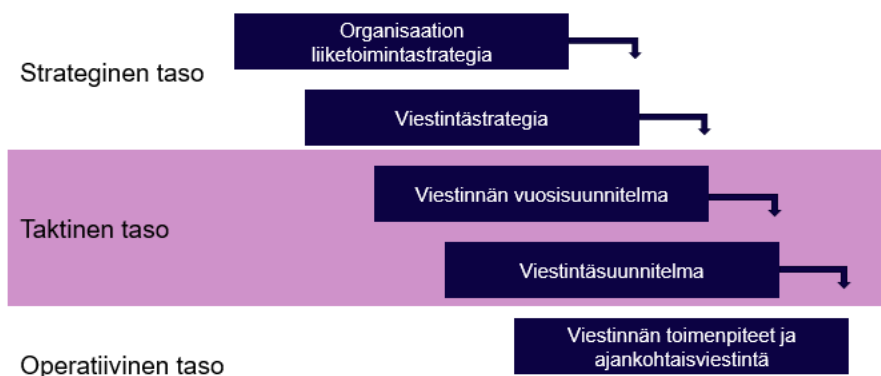 Organisaation
liiketoimintastrategia
Strateginen taso
Viestintästrategia
Viestinnän vuosisuunnitelma
Taktinen taso
Viestintäsuunnitelma
Viestinnän toimenpiteet ja
ajankohtaisviestintä
Operatiivinen taso